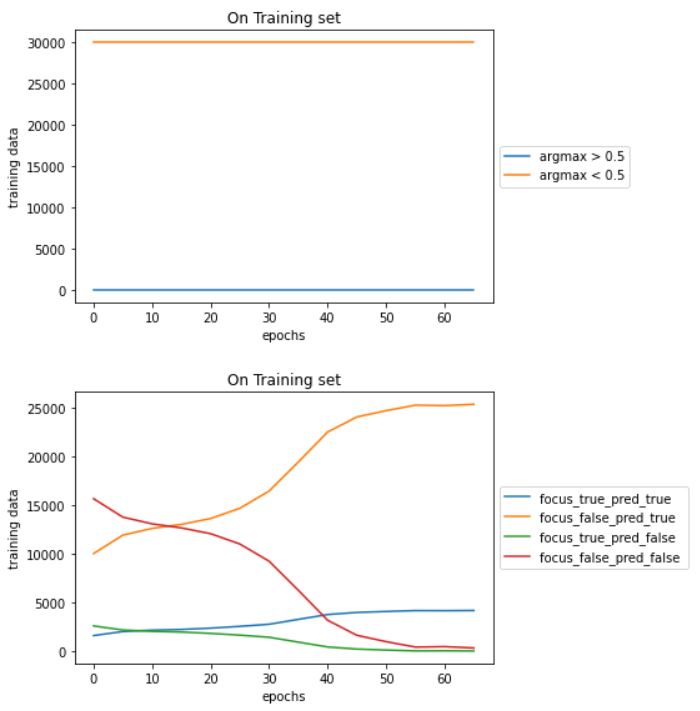 On Training set
30000
25000
20000
15000
10000
5000
0
training data
0 10 20 30 40 50 60
epochs
argmax > 0.5
argmax < 0.5
On Training set
25000
20000
15000
10000
5000
0
training data
0 10 20 30 40 50 60
epochs
focus_true_pred_true
focus_false_pred_true
focus_true_pred_false
focus_false_pred_false